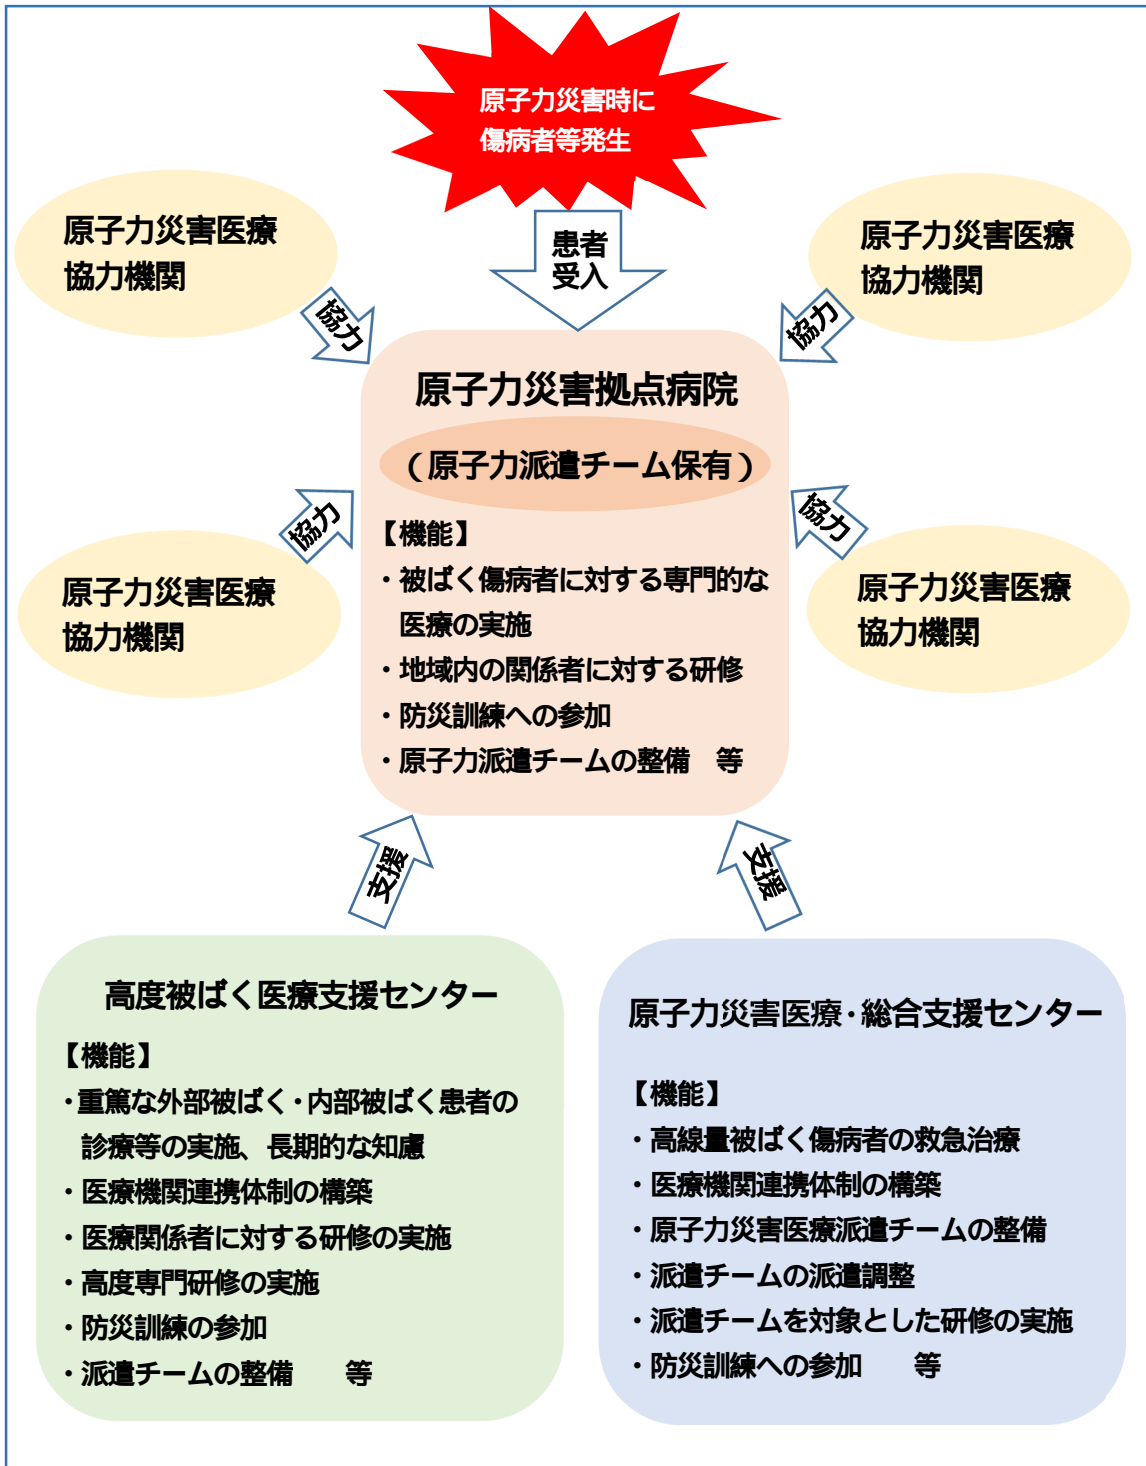 原子力災害時に
傷病者等発生
患者
受入
原子力災害医療
協力機関
協力
原子力災害医療
協力機関
協力
原子力災害拠点病院
（原子力派遣チーム保有）
【機能】
・被ばく傷病者に対する専門的な
医療の実施
・地域内の関係者に対する研修
・防災訓練への参加
・原子力派遣チームの整備　等
協力
原子力災害医療
協力機関
協力
原子力災害医療
協力機関
支援
支援
高度被ばく医療支援センター
【機能】
・重篤な外部被ばく・内部被ばく患者の
診療等の実施、長期的な知慮
・医療機関連携体制の構築
・医療関係者に対する研修の実施
・高度専門研修の実施
・防災訓練の参加
・派遣チームの整備　　等
原子力災害医療・総合支援センター
【機能】
・高線量被ばく傷病者の救急治療
・医療機関連携体制の構築
・原子力災害医療派遣チームの整備
・派遣チームの派遣調整
・派遣チームを対象とした研修の実施
・防災訓練への参加　　等